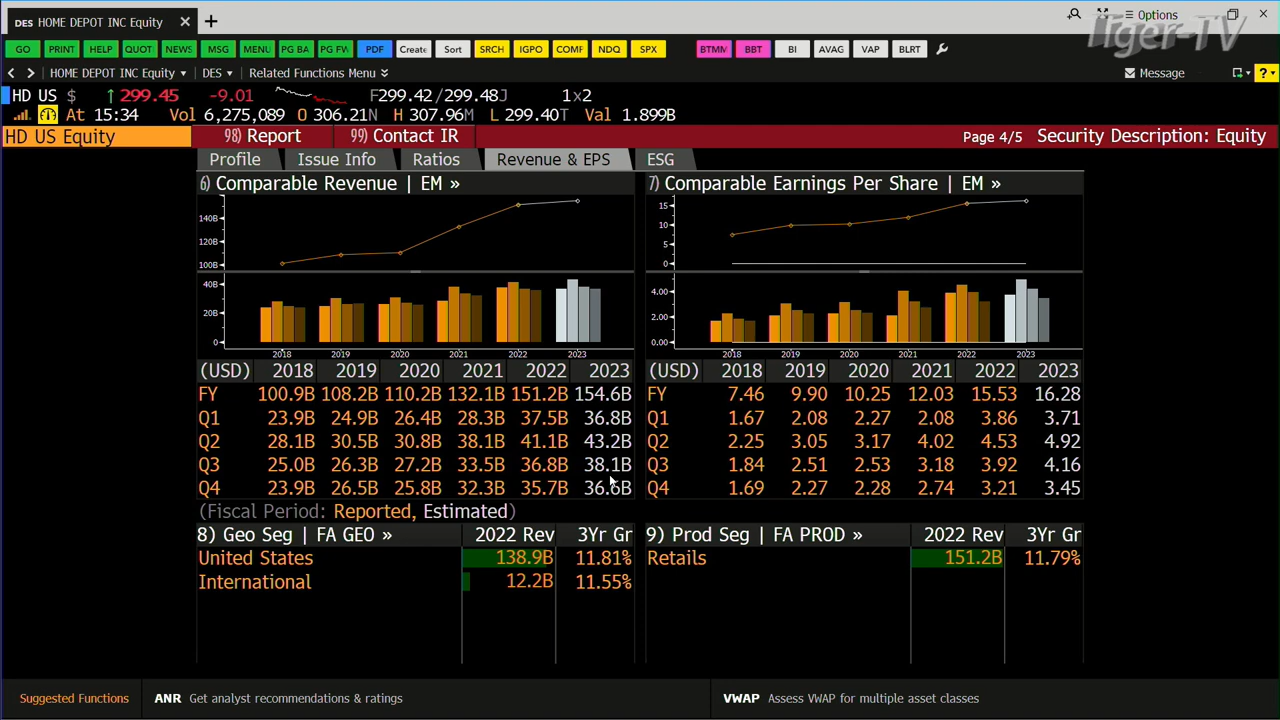 DES HOME DEPOT INC Equity
Options
Tiger-TV
GO PRINT HELP QUOT NEWS MSG MENU PG BA PG FW PDF Create Sort SRCH IGPO COMF NDQ SPX BTMM BBT BI AVAG VAP BLRT
HOME DEPOT INC Equity DES Related Functions Menu Message ?
HD US $ ↑ 299.45 -9.01 F299.42/299.48J 1x2
At 15:34 Vol 6,275,089 O 306.21N H 307.96M L 299.40T Val 1.899B
HD US Equity 98) Report 99) Contact IR Page 4/5 Security Description: Equity
Profile Issue Info Ratios Revenue & EPS ESG
6) Comparable Revenue | EM »
140B
120B
100B
40B
20B
0
2018 2019 2020 2021 2022 2023
(USD) 2018 2019 2020 2021 2022 2023
FY 100.9B 108.2B 110.2B 132.1B 151.2B 154.6B
Q1 23.9B 24.9B 26.4B 28.3B 37.5B 36.8B
Q2 28.1B 30.5B 30.8B 38.1B 41.1B 43.2B
Q3 25.0B 26.3B 27.2B 33.5B 36.8B 38.1B
Q4 23.9B 26.5B 25.8B 32.3B 35.7B 36.6B
7) Comparable Earnings Per Share | EM »
15
10
5
0
4.00
2.00
0.00
2018 2019 2020 2021 2022 2023
(USD) 2018 2019 2020 2021 2022 2023
FY 7.46 9.90 10.25 12.03 15.53 16.28
Q1 1.67 2.08 2.27 2.08 3.86 3.71
Q2 2.25 3.05 3.17 4.02 4.53 4.92
Q3 1.84 2.51 2.53 3.18 3.92 4.16
Q4 1.69 2.27 2.28 2.74 3.21 3.45
(Fiscal Period: Reported, Estimated)
8) Geo Seg | FA GEO » 2022 Rev 3Yr Gr
United States 138.9B 11.81%
International 12.2B 11.55%
9) Prod Seg | FA PROD » 2022 Rev 3Yr Gr
Retails 151.2B 11.79%
Suggested Functions ANR Get analyst recommendations & ratings VWAP Assess VWAP for multiple asset classes